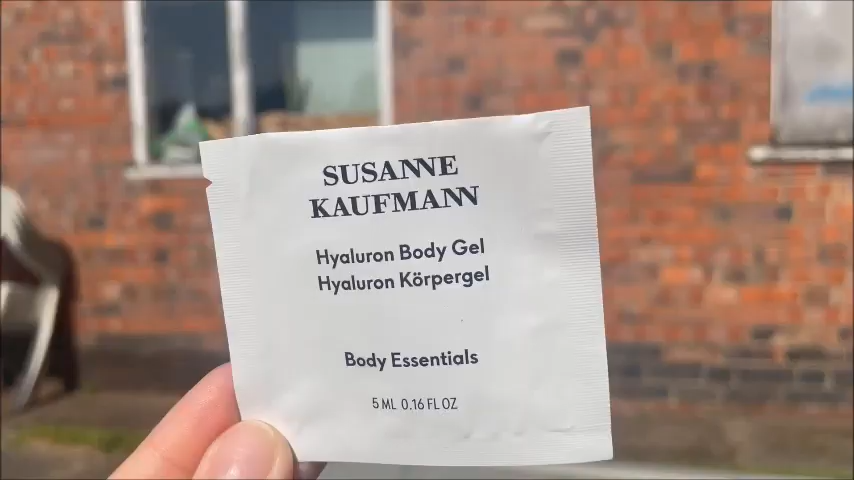 SUSANNE
KAUFMANN
Hyaluron Body Gel
Hyaluron Körpergel
Body Essentials
5 ML 0.16 FL OZ